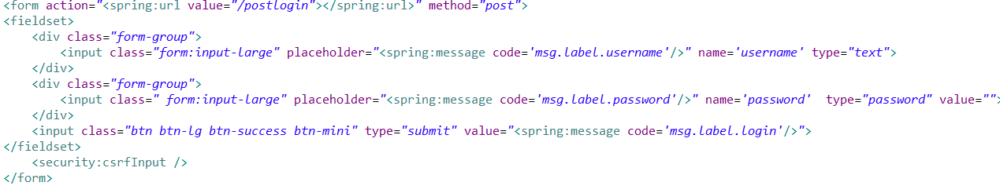 <form action="<spring:url value="/postlogin"></spring:url>" method="post">
<fieldset>
    <div class="form-group">
        <input class="form:input-large" placeholder="<spring:message code='msg.label.username'/>" name='username' type="text">
    </div>
    <div class="form-group">
        <input class=" form:input-large" placeholder="<spring:message code='msg.label.password'/>" name='password'  type="password" value="">
    </div>
    <input class="btn btn-lg btn-success btn-mini" type="submit" value="<spring:message code='msg.label.login'/>">
</fieldset>
    <security:csrfInput />
</form>